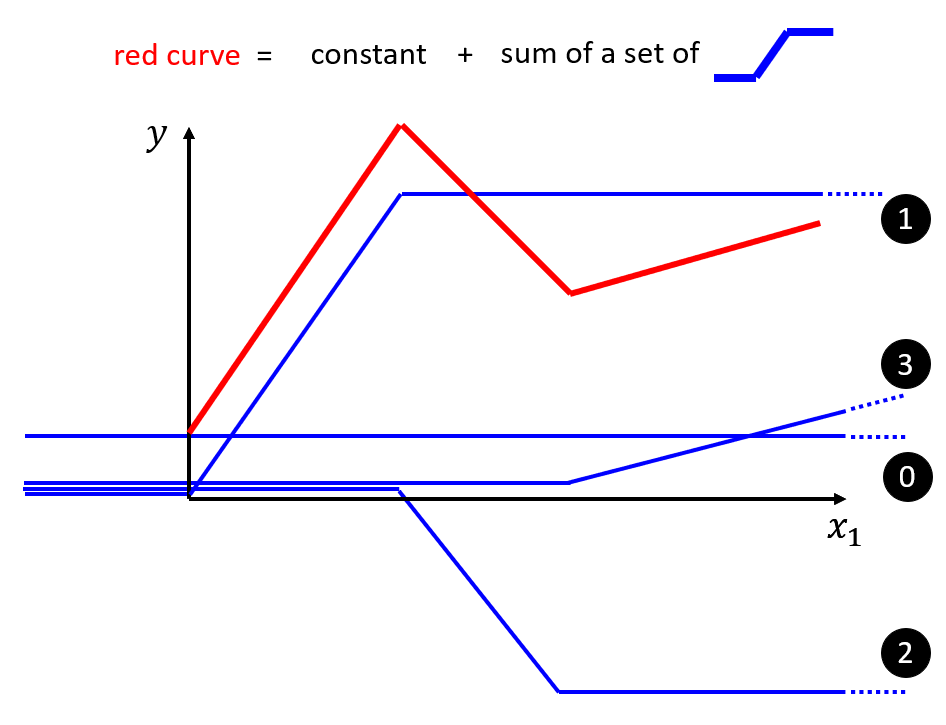 red curve = constant + sum of a set of
y
1
3
0
x₁
2